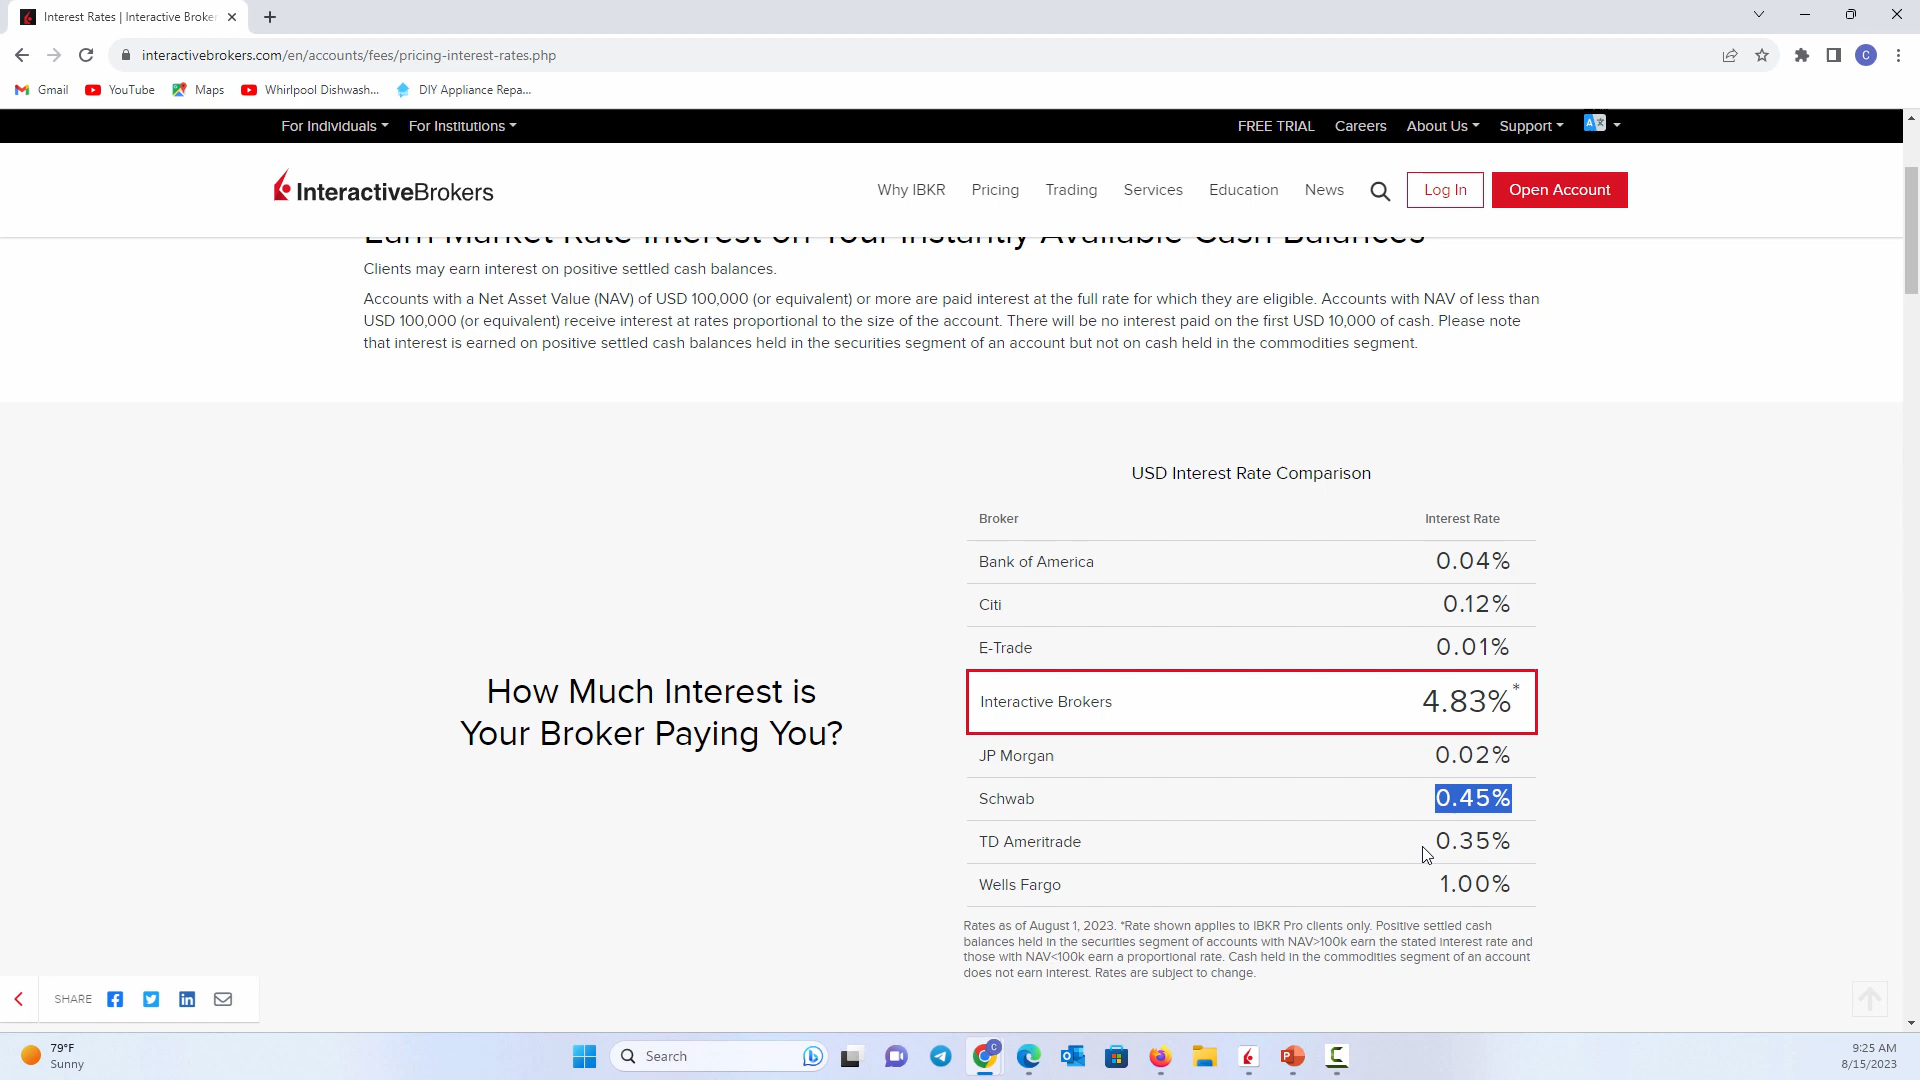 Interest Rates | Interactive Broker
interactivebrokers.com/en/accounts/fees/pricing-interest-rates.php
C
Gmail YouTube Maps Whirlpool Dishwash... DIY Appliance Repa...
For Individuals For Institutions FREE TRIAL Careers About Us Support
InteractiveBrokers Why IBKR Pricing Trading Services Education News Log In Open Account
Earn Market Rate Interest on Your Instantly Available Cash Balances
Clients may earn interest on positive settled cash balances.
Accounts with a Net Asset Value (NAV) of USD 100,000 (or equivalent) or more are paid interest at the full rate for which they are eligible. Accounts with NAV of less than
USD 100,000 (or equivalent) receive interest at rates proportional to the size of the account. There will be no interest paid on the first USD 10,000 of cash. Please note
that interest is earned on positive settled cash balances held in the securities segment of an account but not on cash held in the commodities segment.
How Much Interest is
Your Broker Paying You?
USD Interest Rate Comparison
Broker Interest Rate
Bank of America 0.04%
Citi 0.12%
E-Trade 0.01%
Interactive Brokers 4.83%*
JP Morgan 0.02%
Schwab 0.45%
TD Ameritrade 0.35%
Wells Fargo 1.00%
Rates as of August 1, 2023. *Rate shown applies to IBKR Pro clients only. Positive settled cash
balances held in the securities segment of accounts with NAV>100k earn the stated interest rate and
those with NAV<100k earn a proportional rate. Cash held in the commodities segment of an account
does not earn interest. Rates are subject to change.
SHARE
79°F
Sunny
Search
9:25 AM
8/15/2023